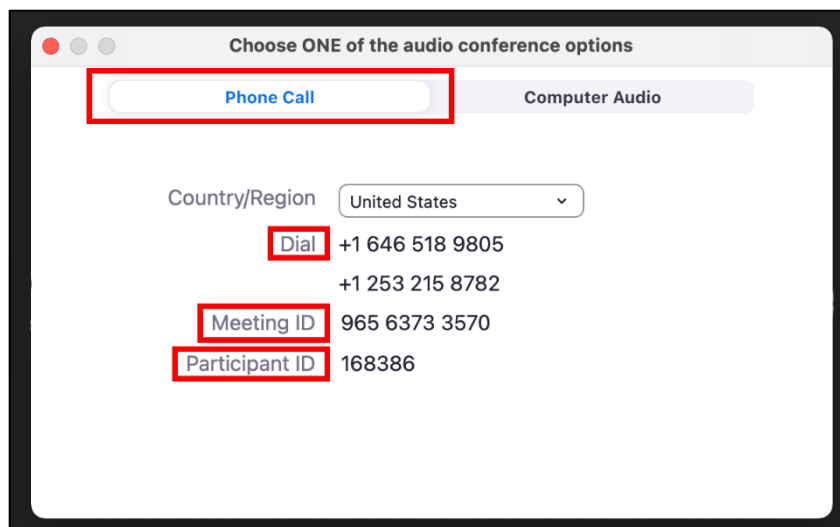 Choose ONE of the audio conference options
Phone Call Computer Audio
Country/Region United States
Dial +1 646 518 9805
+1 253 215 8782
Meeting ID 965 6373 3570
Participant ID 168386